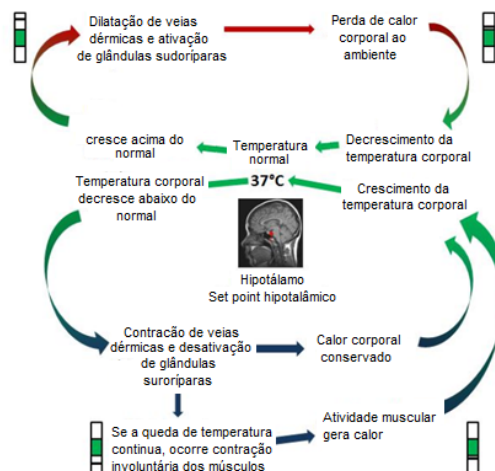 Dilatação de veias
dérmicas e ativação
de glândulas sudoríparas
Perda de calor
corporal ao
ambiente
cresce acima do
normal
Temperatura
normal
Decrescimento da
temperatura corporal
37°C
Temperatura corporal
decresce abaixo do
normal
Crescimento da
temperatura corporal
Hipotálamo
Set point hipotalâmico
Contração de veias
dérmicas e desativação
de glândulas
suroríparas
Calor corporal
conservado
Se a queda de temperatura
continua, ocorre contração
involuntária dos músculos
Atividade muscular
gera calor